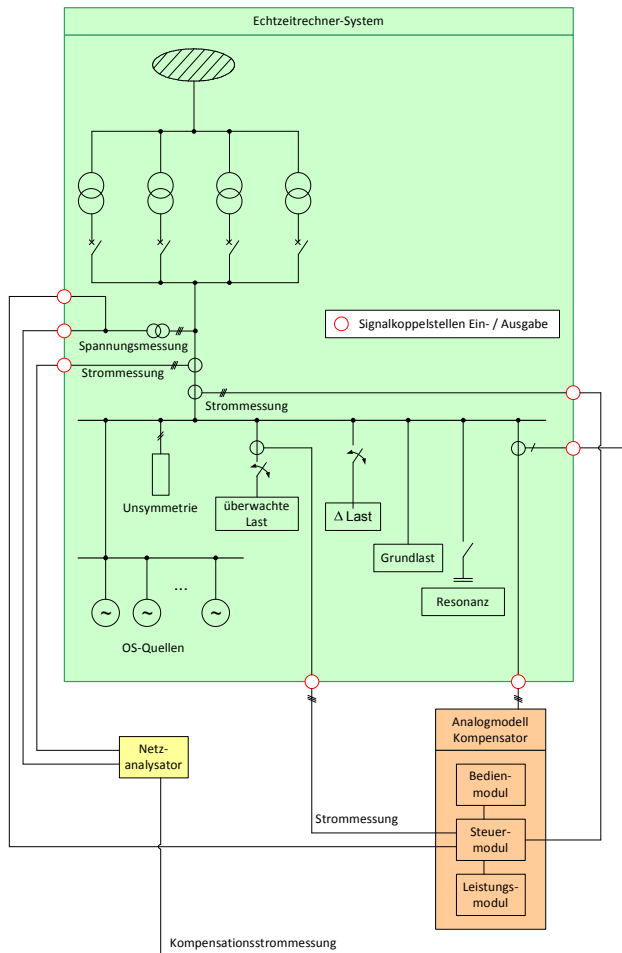 Echtzeitrechner-System
Signalkoppelstellen Ein- / Ausgabe
Spannungsmessung
Strommessung
Strommessung
Unsymmetrie
überwachte
Last
Δ Last
Grundlast
Resonanz
~
~
...
~
OS-Quellen
Analogmodell
Kompensator
Netz-
analysator
Bedien-
modul
Strommessung
Steuer-
modul
Leistungs-
modul
Kompensationsstrommessung